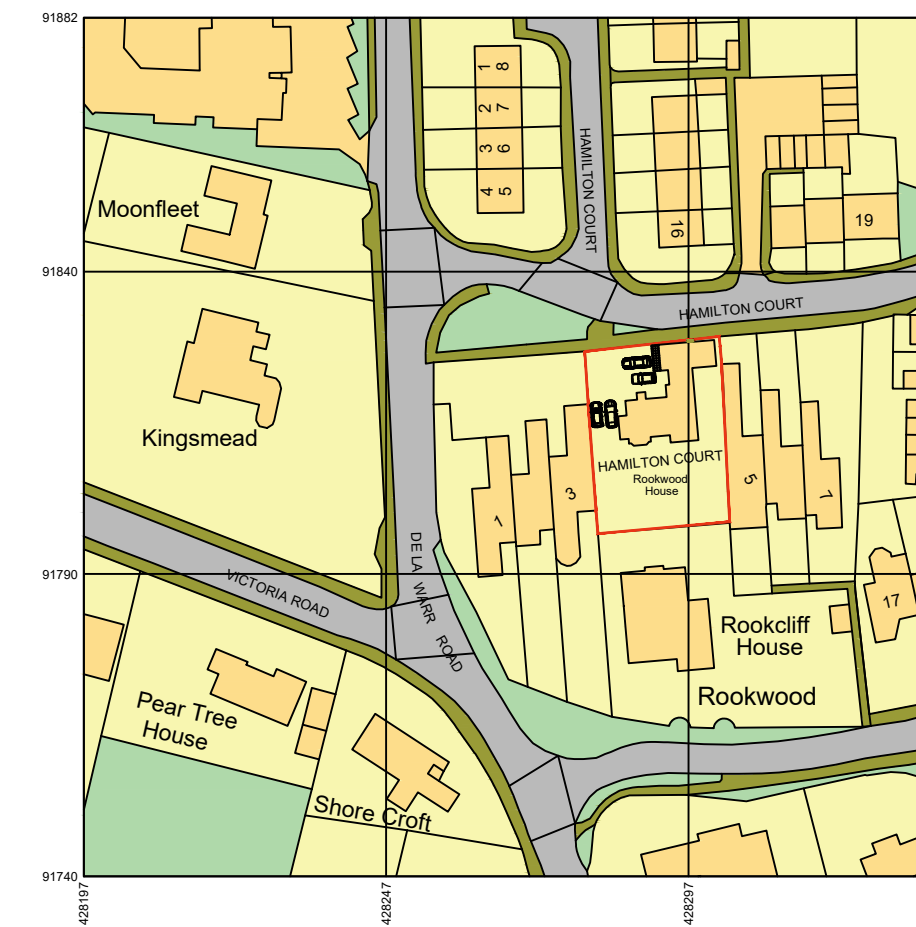 91882
1 8
2 7
3 6
4 5
HAMILTON COURT
16
19
Moonfleet
91840
HAMILTON COURT
Kingsmead
HAMILTON COURT
Rookwood
House
1
3
5
7
DE LA WARR ROAD
91790
VICTORIA ROAD
17
Rookcliff
House
Rookwood
Pear Tree
House
Shore Croft
91740
428197
428247
428297